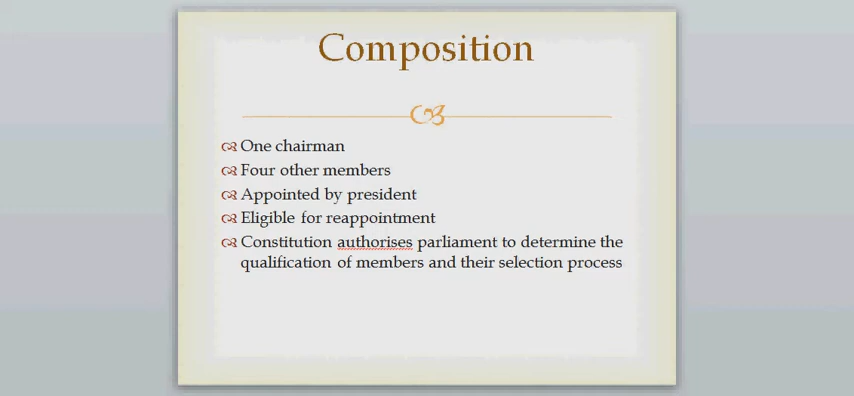 Composition
One chairman
Four other members
Appointed by president
Eligible for reappointment
Constitution authorises parliament to determine the
qualification of members and their selection process